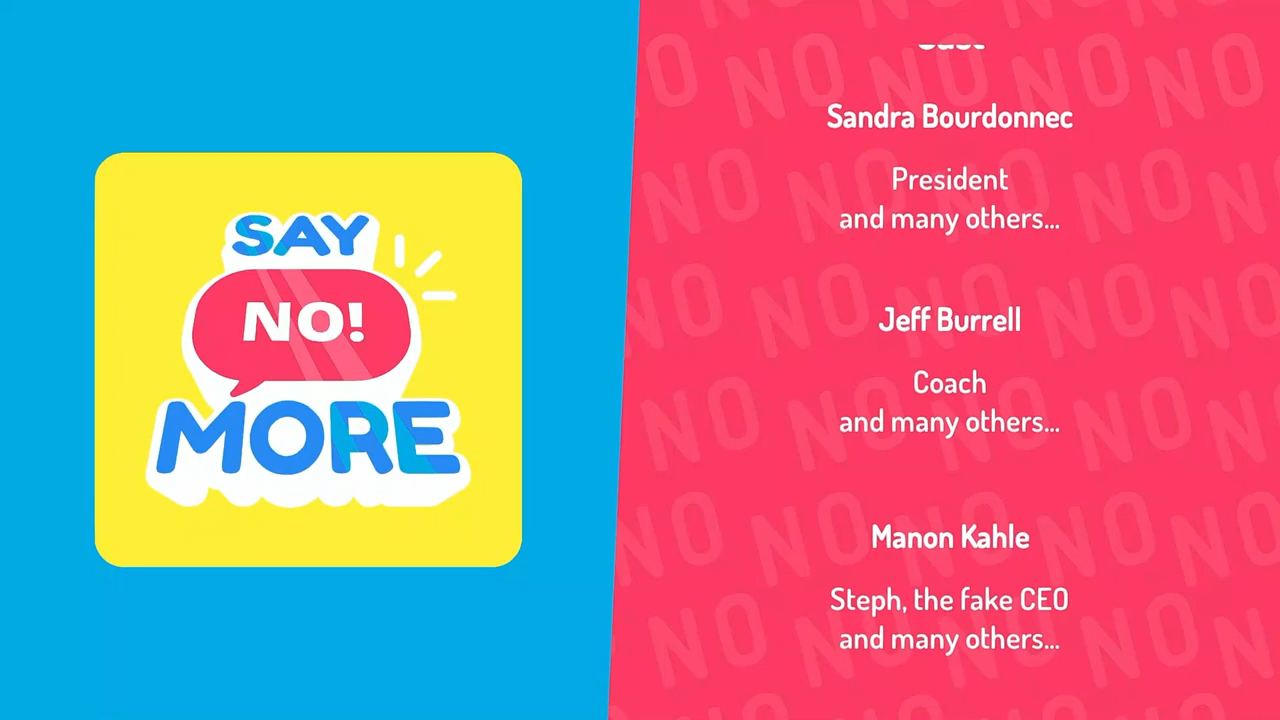 SAY
NO!
MORE
Sandra Bourdonnec
President
and many others...
Jeff Burrell
Coach
and many others...
Manon Kahle
Steph, the fake CEO
and many others...